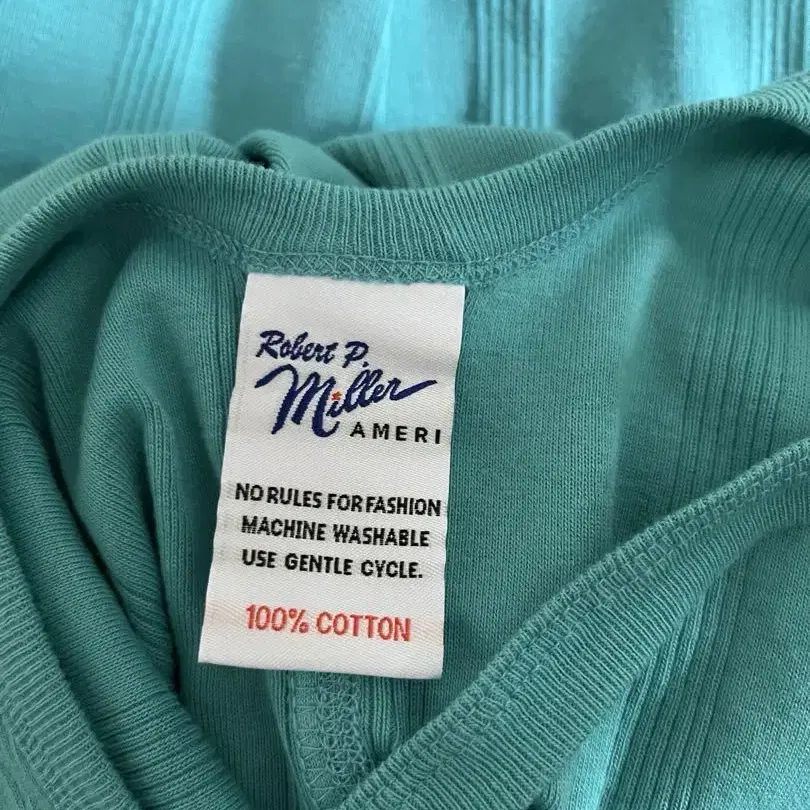 Robert P.
Miller
AMERI
NO RULES FOR FASHION
MACHINE WASHABLE
USE GENTLE CYCLE.
100% COTTON